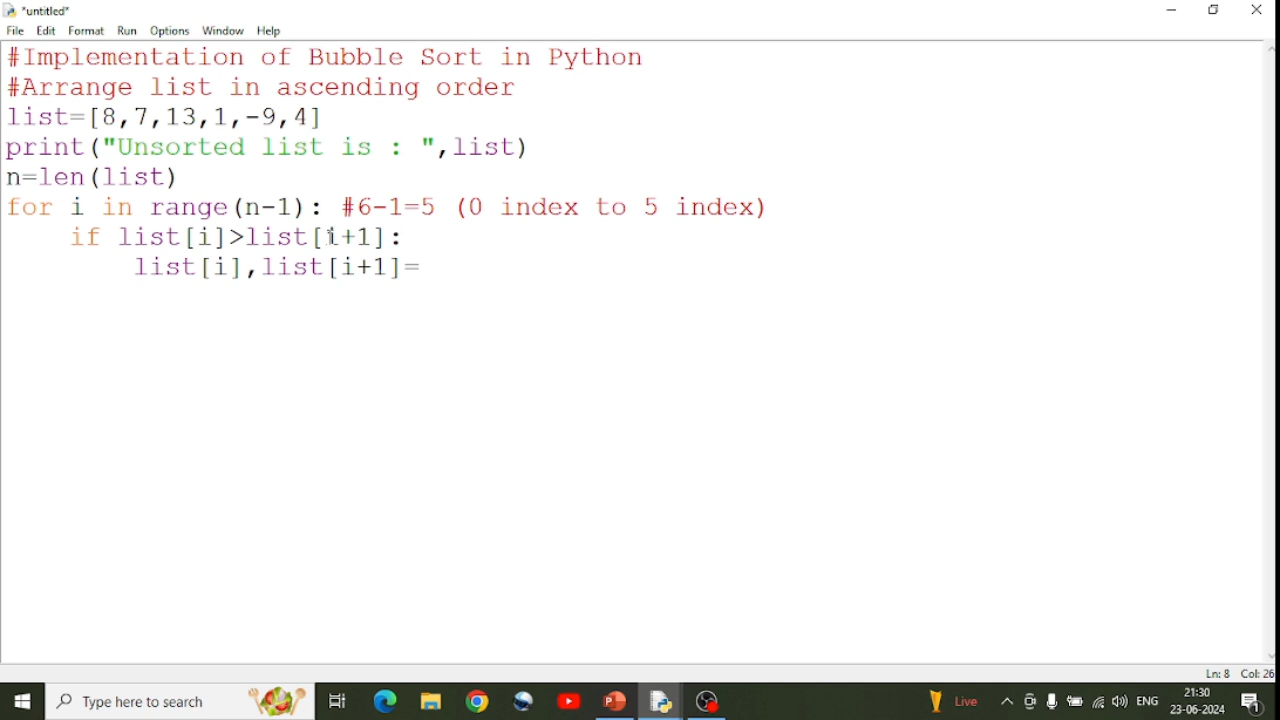 *untitled*
File Edit Format Run Options Window Help
#Implementation of Bubble Sort in Python
#Arrange list in ascending order
list=[8,7,13,1,-9,4]
print("Unsorted list is : ",list)
n=len(list)
for i in range(n-1): #6-1=5 (0 index to 5 index)
    if list[i]>list[i+1]:
        list[i],list[i+1]=
Ln: 8 Col: 26
Type here to search
Live
ENG
21:30
23-06-2024
1